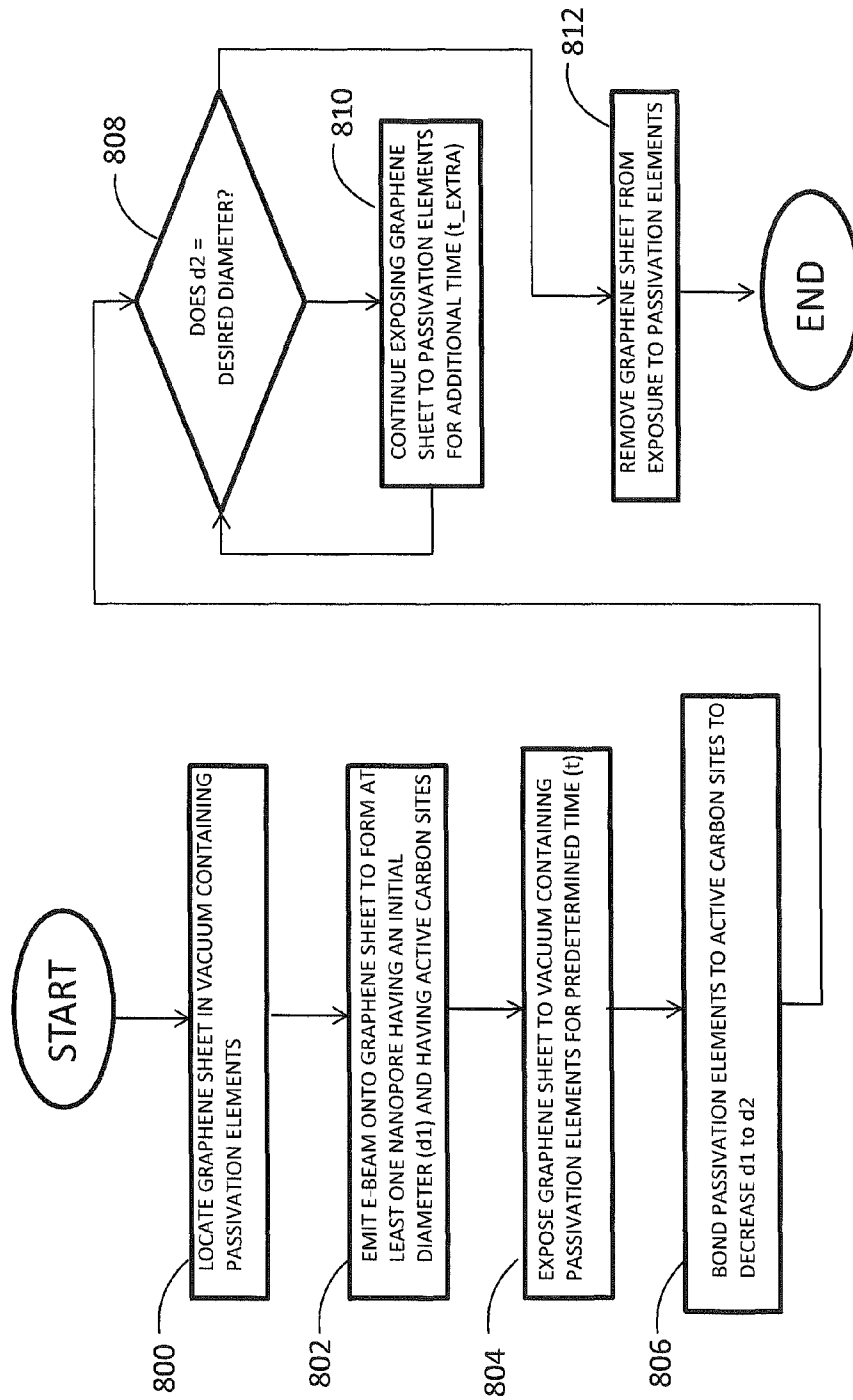 START
800
LOCATE GRAPHENE SHEET IN VACUUM CONTAINING
PASSIVATION ELEMENTS
802
EMIT E-BEAM ONTO GRAPHENE SHEET TO FORM AT
LEAST ONE NANOPORE HAVING AN INITIAL
DIAMETER (d1) AND HAVING ACTIVE CARBON SITES
804
EXPOSE GRAPHENE SHEET TO VACUUM CONTAINING
PASSIVATION ELEMENTS FOR PREDETERMINED TIME (t)
806
BOND PASSIVATION ELEMENTS TO ACTIVE CARBON SITES TO
DECREASE d1 to d2
808
DOES d2 =
DESIRED DIAMETER?
810
CONTINUE EXPOSING GRAPHENE
SHEET TO PASSIVATION ELEMENTS
FOR ADDITIONAL TIME (t_EXTRA)
812
REMOVE GRAPHENE SHEET FROM
EXPOSURE TO PASSIVATION ELEMENTS
END